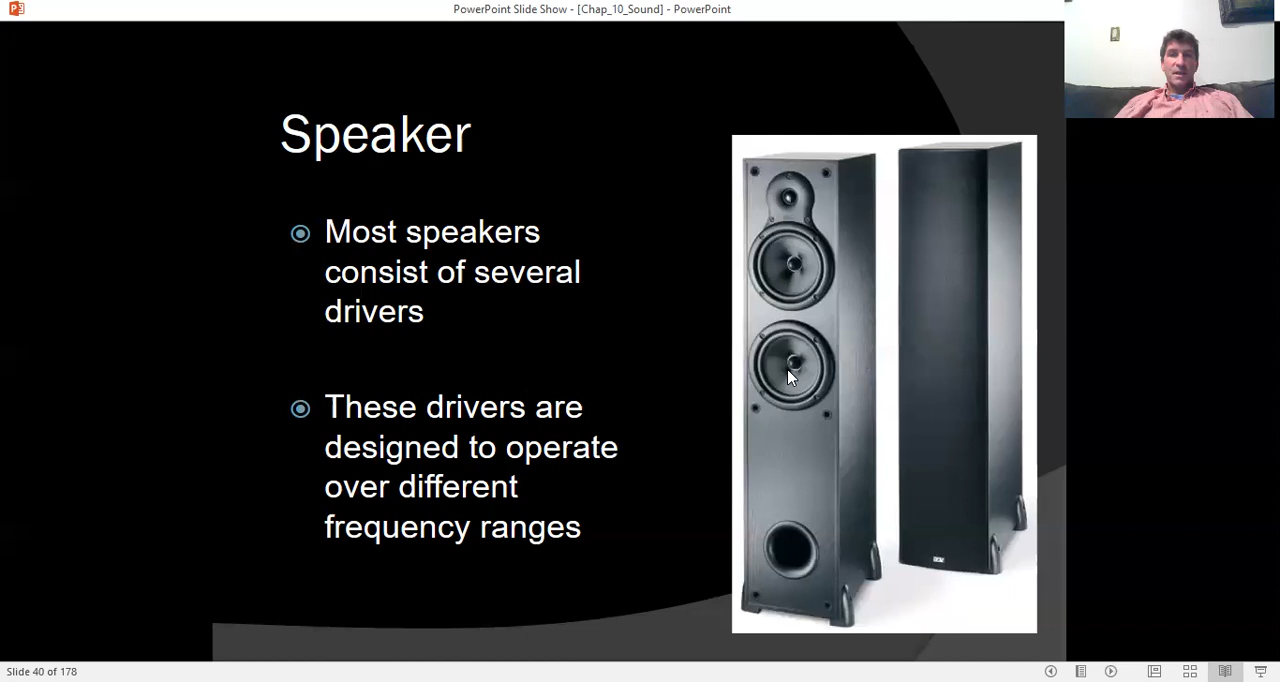 PowerPoint Slide Show - [Chap_10_Sound] - PowerPoint
Speaker
Most speakers
consist of several
drivers
These drivers are
designed to operate
over different
frequency ranges
Slide 40 of 178